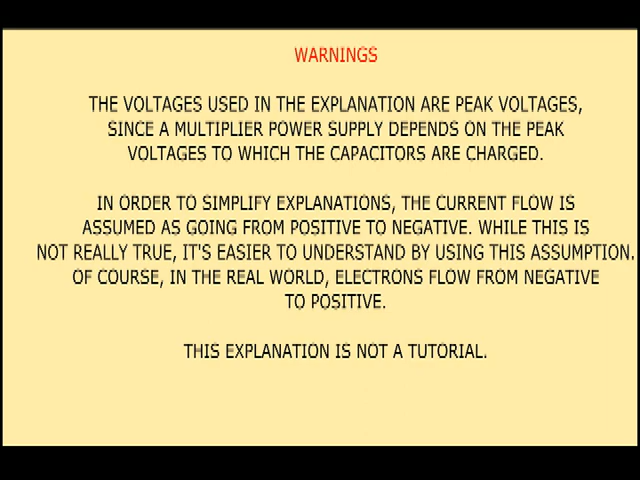 WARNINGS
THE VOLTAGES USED IN THE EXPLANATION ARE PEAK VOLTAGES,
SINCE A MULTIPLIER POWER SUPPLY DEPENDS ON THE PEAK
VOLTAGES TO WHICH THE CAPACITORS ARE CHARGED.
IN ORDER TO SIMPLIFY EXPLANATIONS, THE CURRENT FLOW IS
ASSUMED AS GOING FROM POSITIVE TO NEGATIVE. WHILE THIS IS
NOT REALLY TRUE, IT'S EASIER TO UNDERSTAND BY USING THIS ASSUMPTION.
OF COURSE, IN THE REAL WORLD, ELECTRONS FLOW FROM NEGATIVE
TO POSITIVE.
THIS EXPLANATION IS NOT A TUTORIAL.